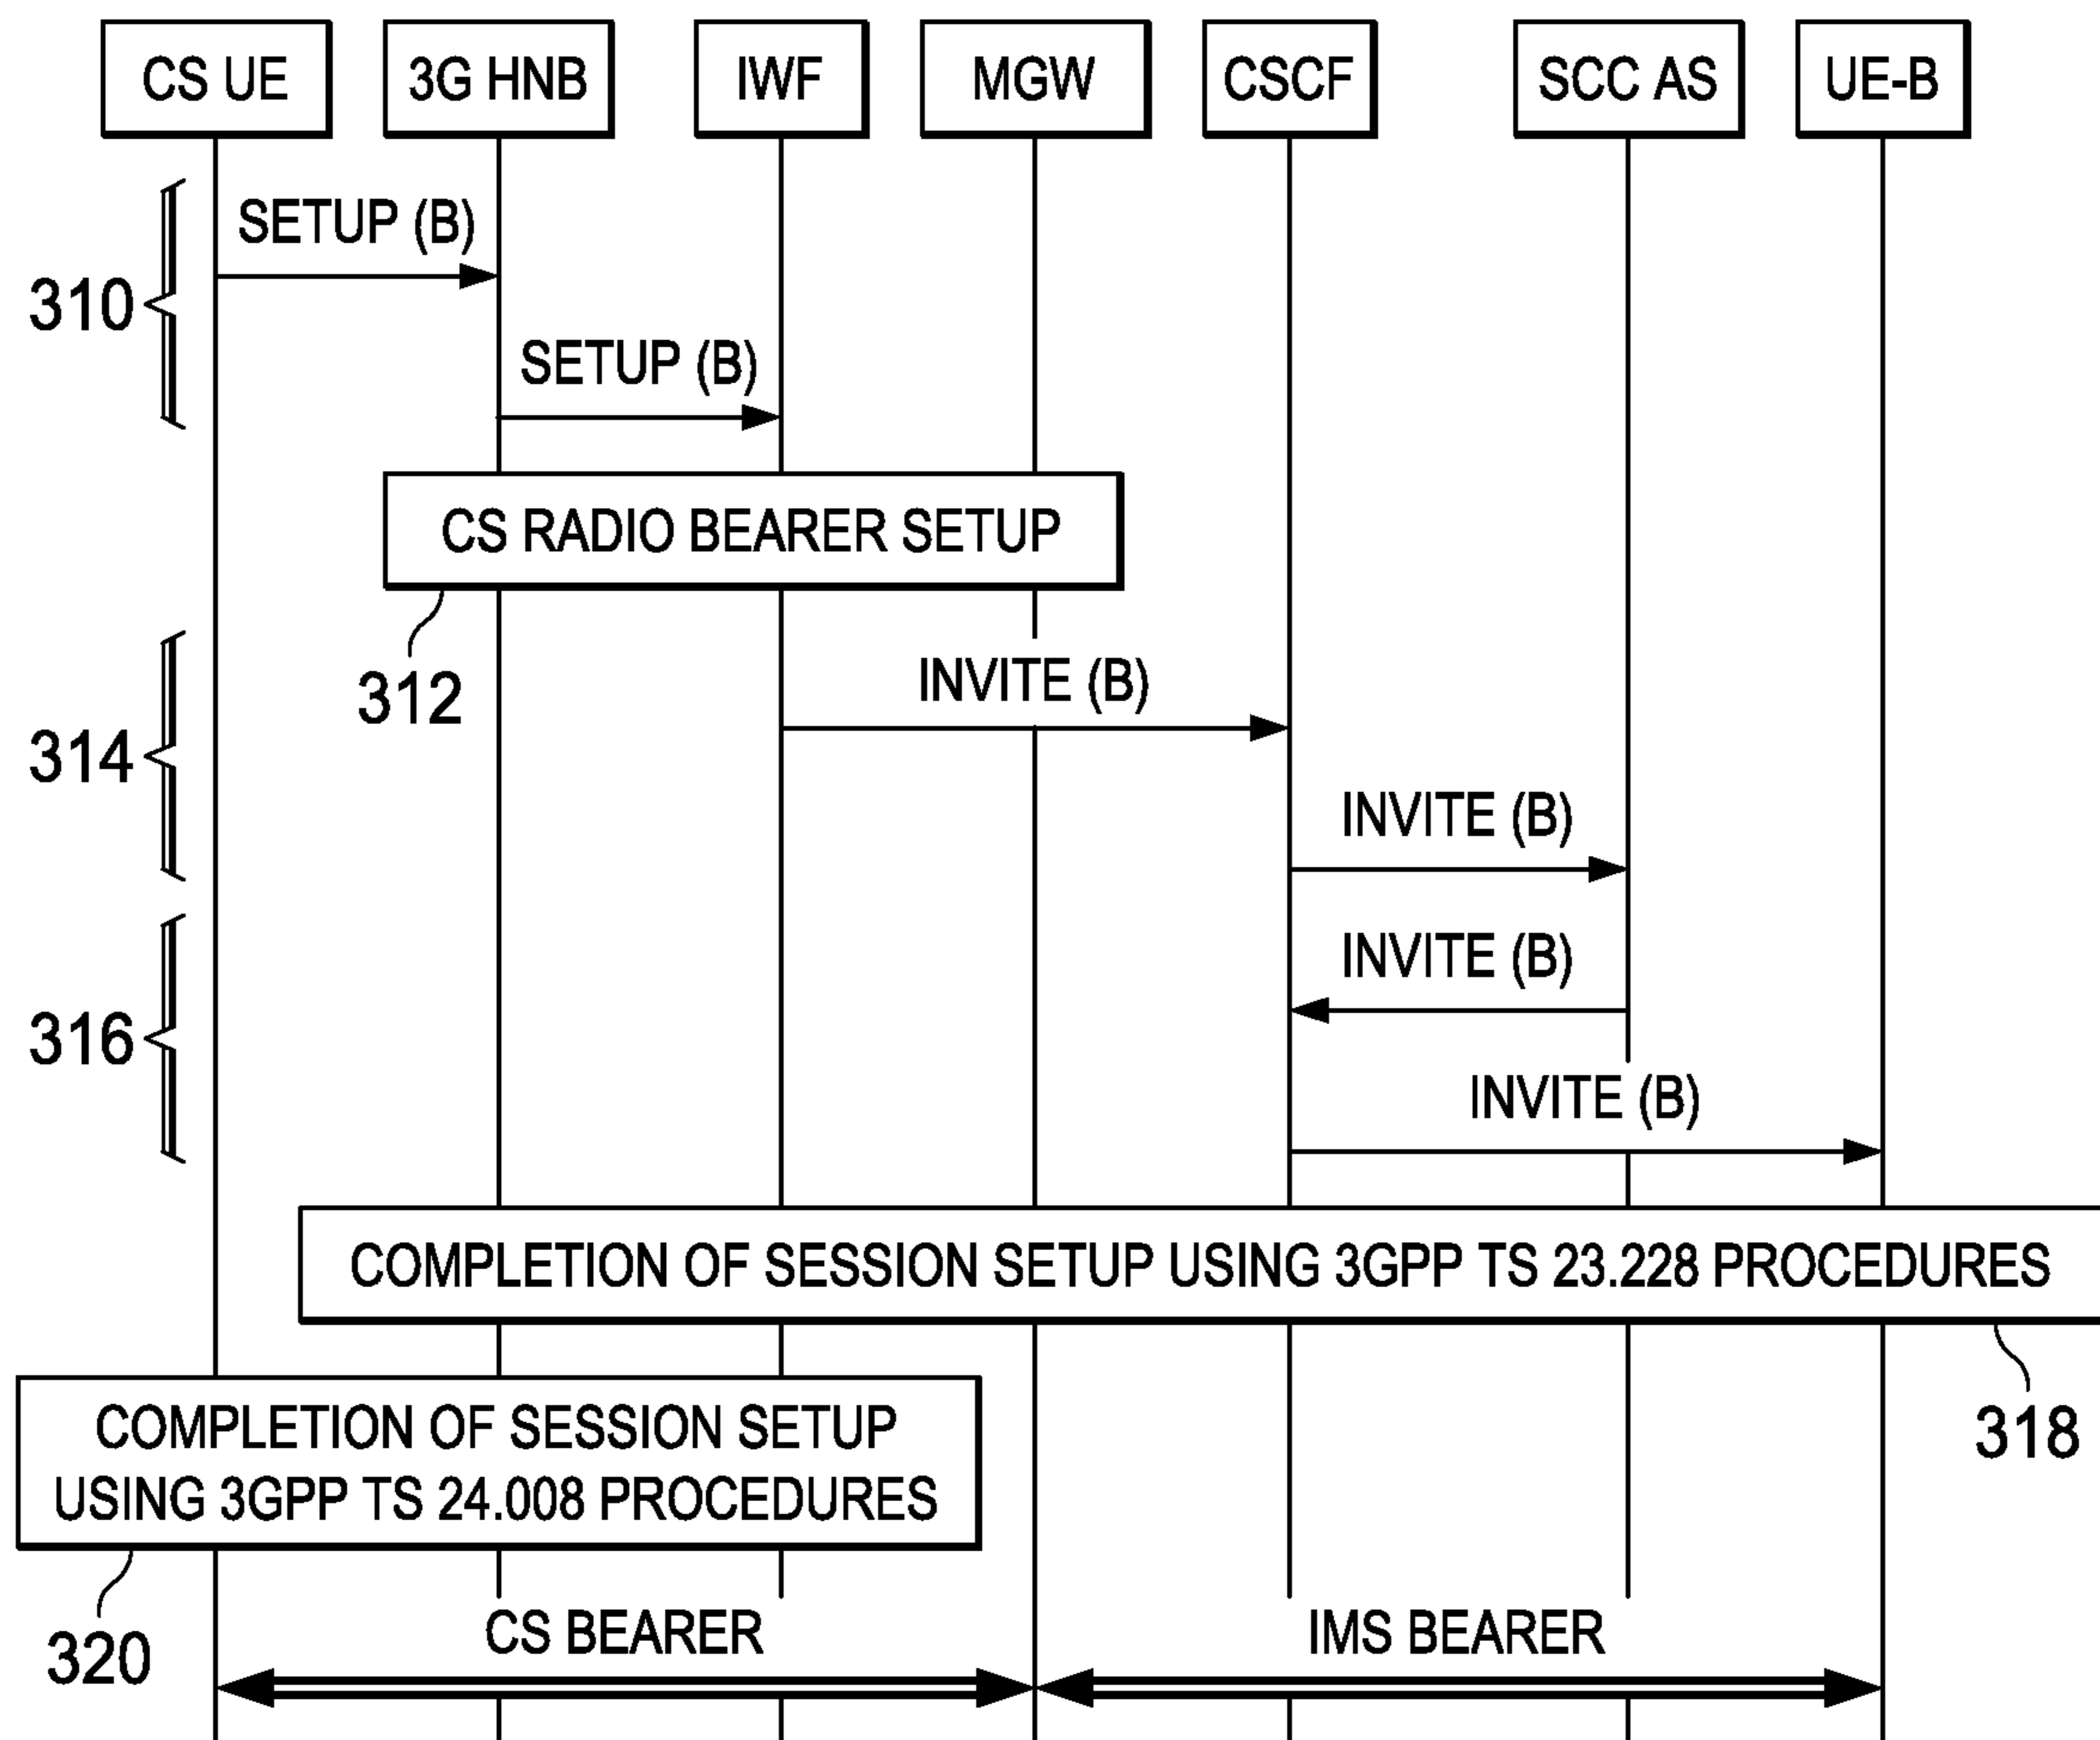 CS UE
3G HNB
IWF
MGW
CSCF
SCC AS
UE-B
SETUP (B)
310
SETUP (B)
CS RADIO BEARER SETUP
312
INVITE (B)
314
INVITE (B)
INVITE (B)
316
INVITE (B)
COMPLETION OF SESSION SETUP USING 3GPP TS 23.228 PROCEDURES
318
COMPLETION OF SESSION SETUP
USING 3GPP TS 24.008 PROCEDURES
320
CS BEARER
IMS BEARER